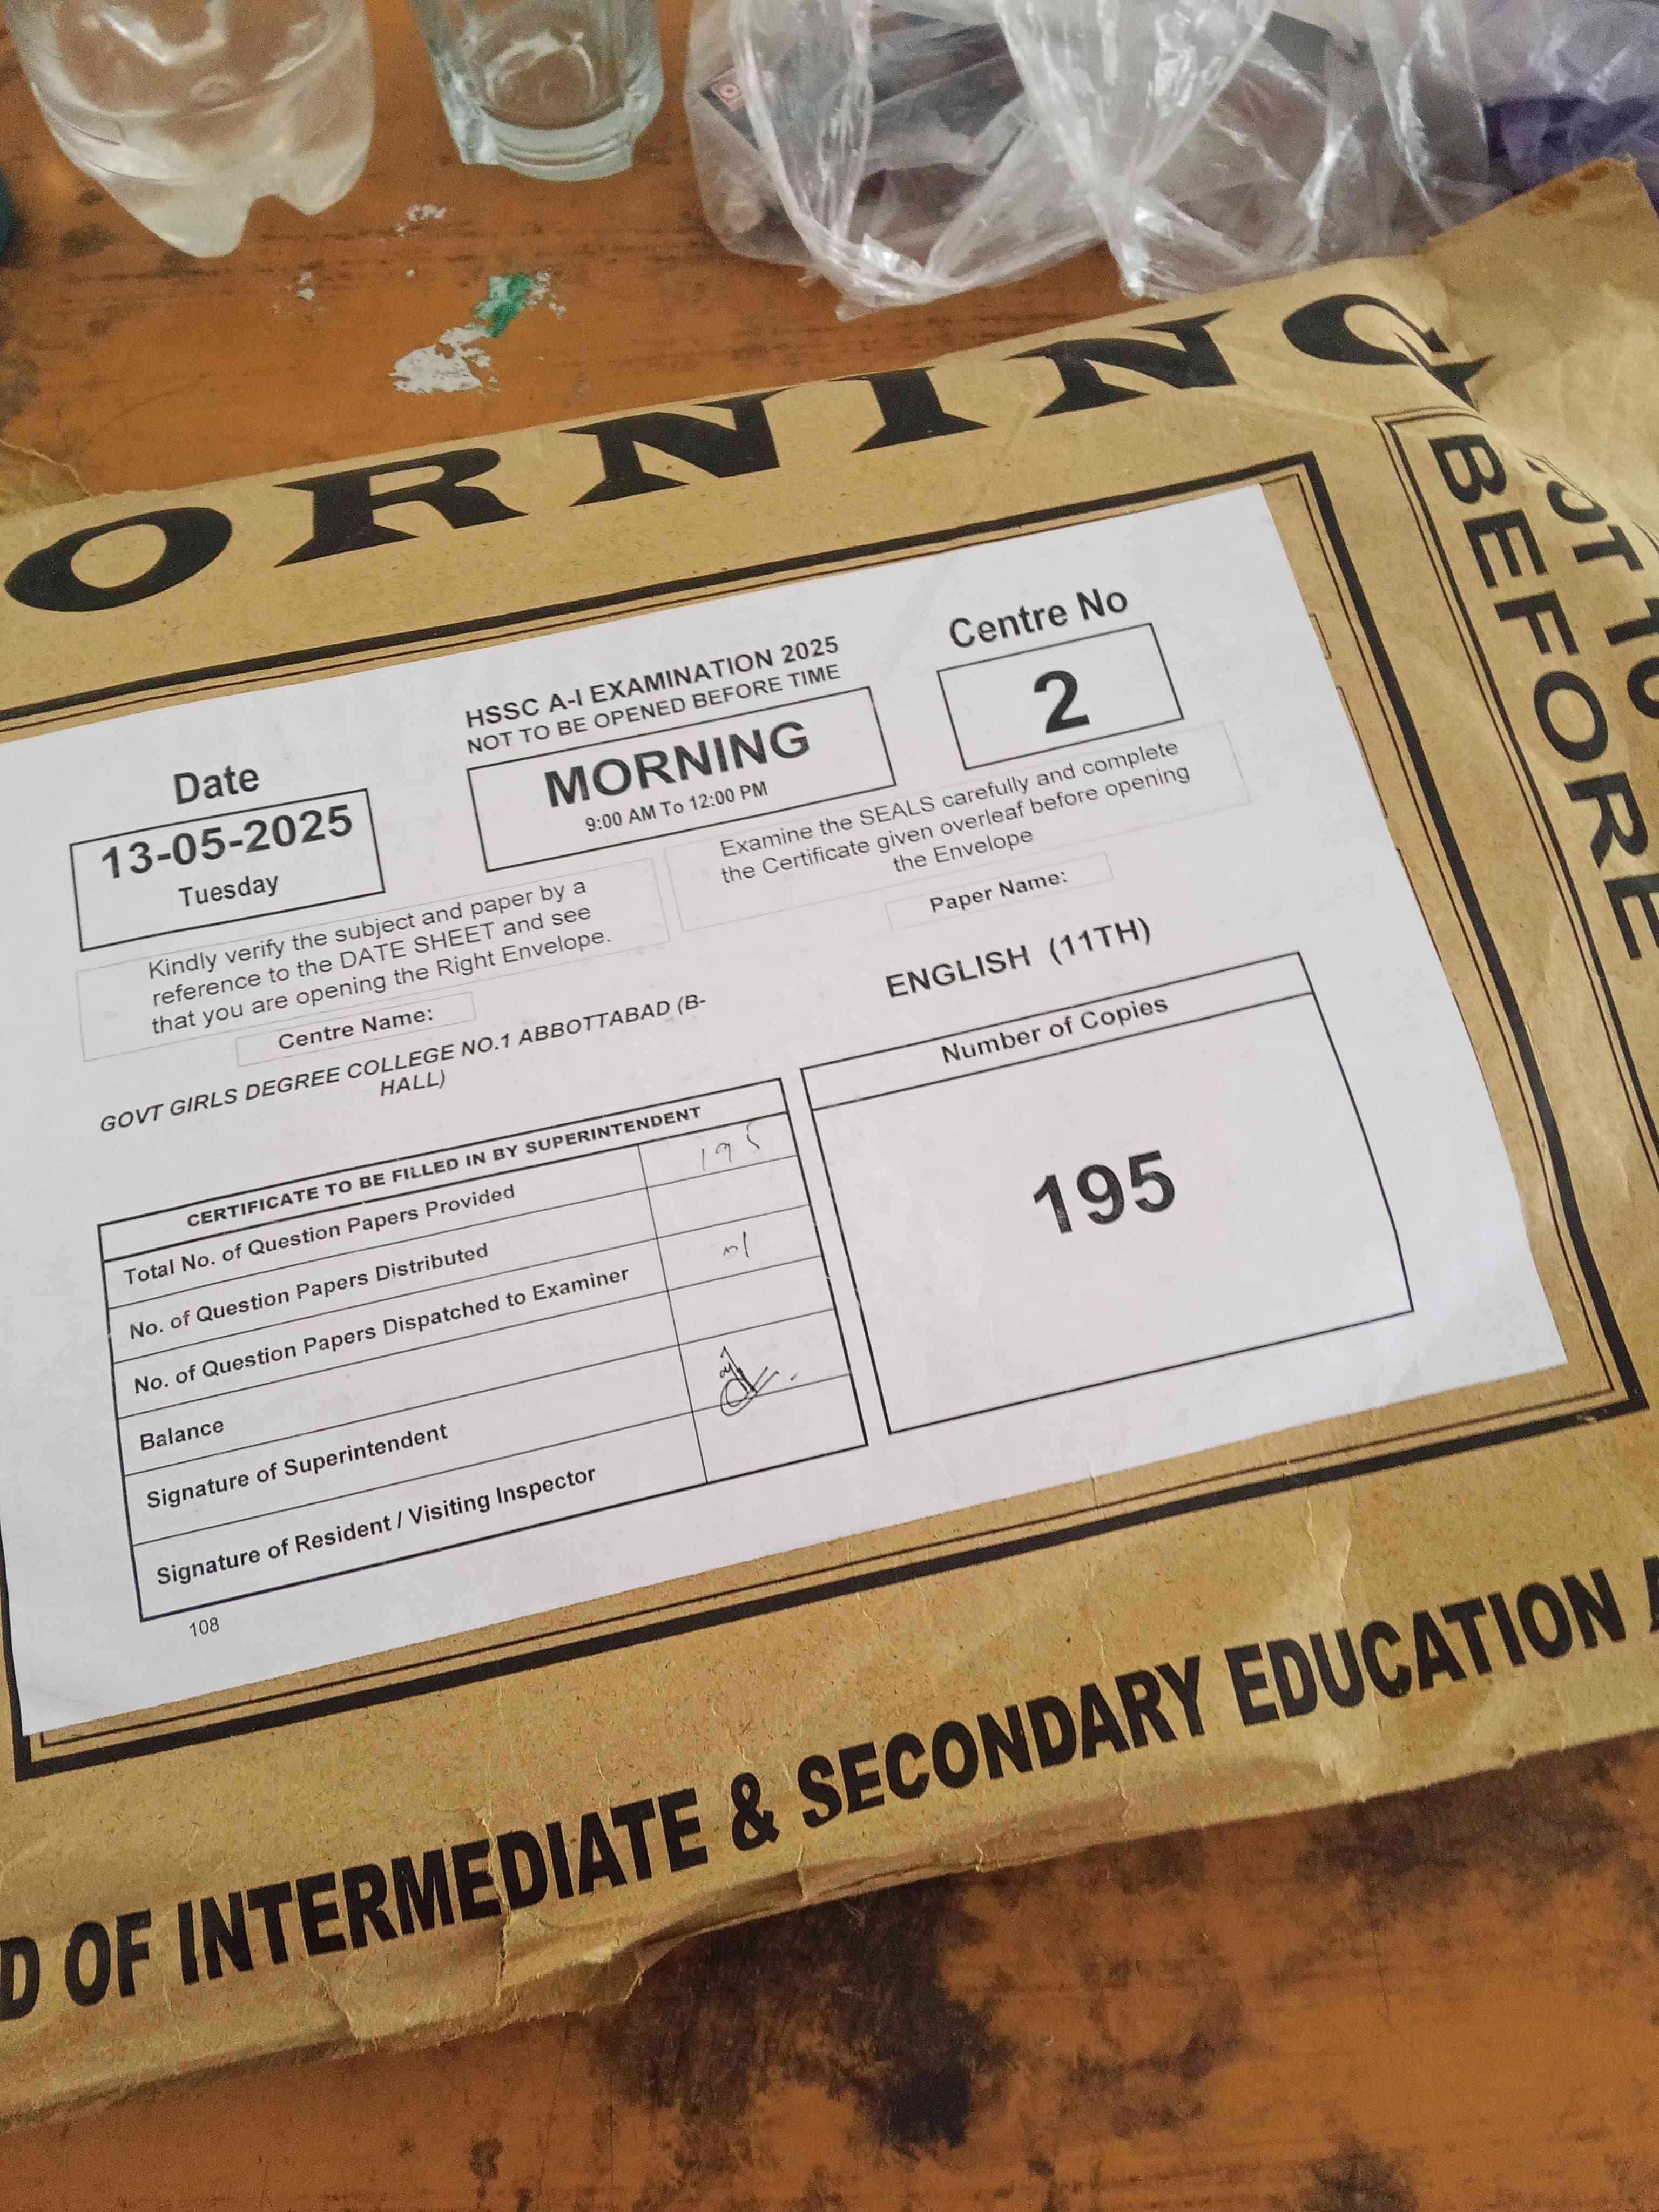 ORNING
HSSC A-I EXAMINATION 2025
NOT TO BE OPENED BEFORE TIME
Centre No
2
Date
13-05-2025
Tuesday
MORNING
9:00 AM To 12:00 PM
Kindly verify the subject and paper by a
reference to the DATE SHEET and see
that you are opening the Right Envelope.
Examine the SEALS carefully and complete
the Certificate given overleaf before opening
the Envelope
Centre Name:
GOVT GIRLS DEGREE COLLEGE NO.1 ABBOTTABAD (B-
HALL)
Paper Name:
ENGLISH (11TH)
CERTIFICATE TO BE FILLED IN BY SUPERINTENDENT
Total No. of Question Papers Provided 195
No. of Question Papers Distributed
No. of Question Papers Dispatched to Examiner 01
Balance
Signature of Superintendent
Signature of Resident / Visiting Inspector
Number of Copies
195
108
OT TO
BEFORE
D OF INTERMEDIATE & SECONDARY EDUCATION A